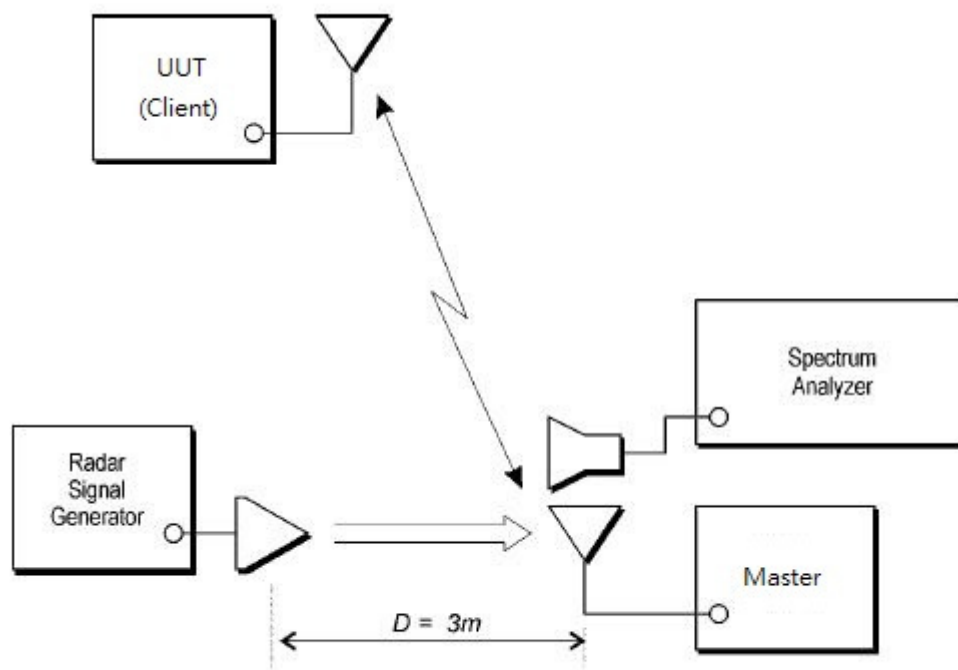 UUT
(Client)
Spectrum
Analyzer
Radar
Signal
Generator
Master
D = 3m